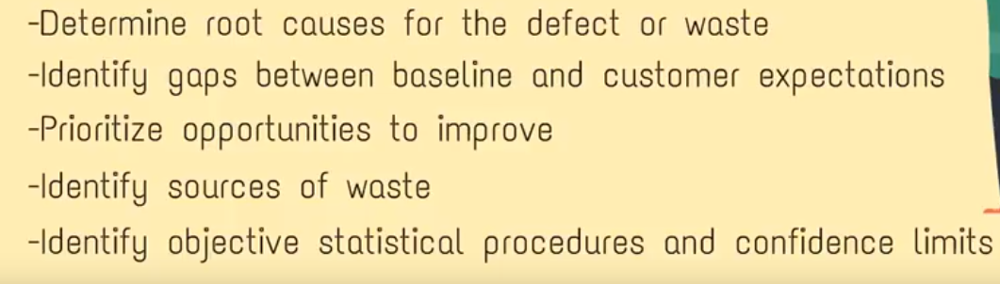 -Determine root causes for the defect or waste
-Identify gaps between baseline and customer expectations
-Prioritize opportunities to improve
-Identify sources of waste
-Identify objective statistical procedures and confidence limits